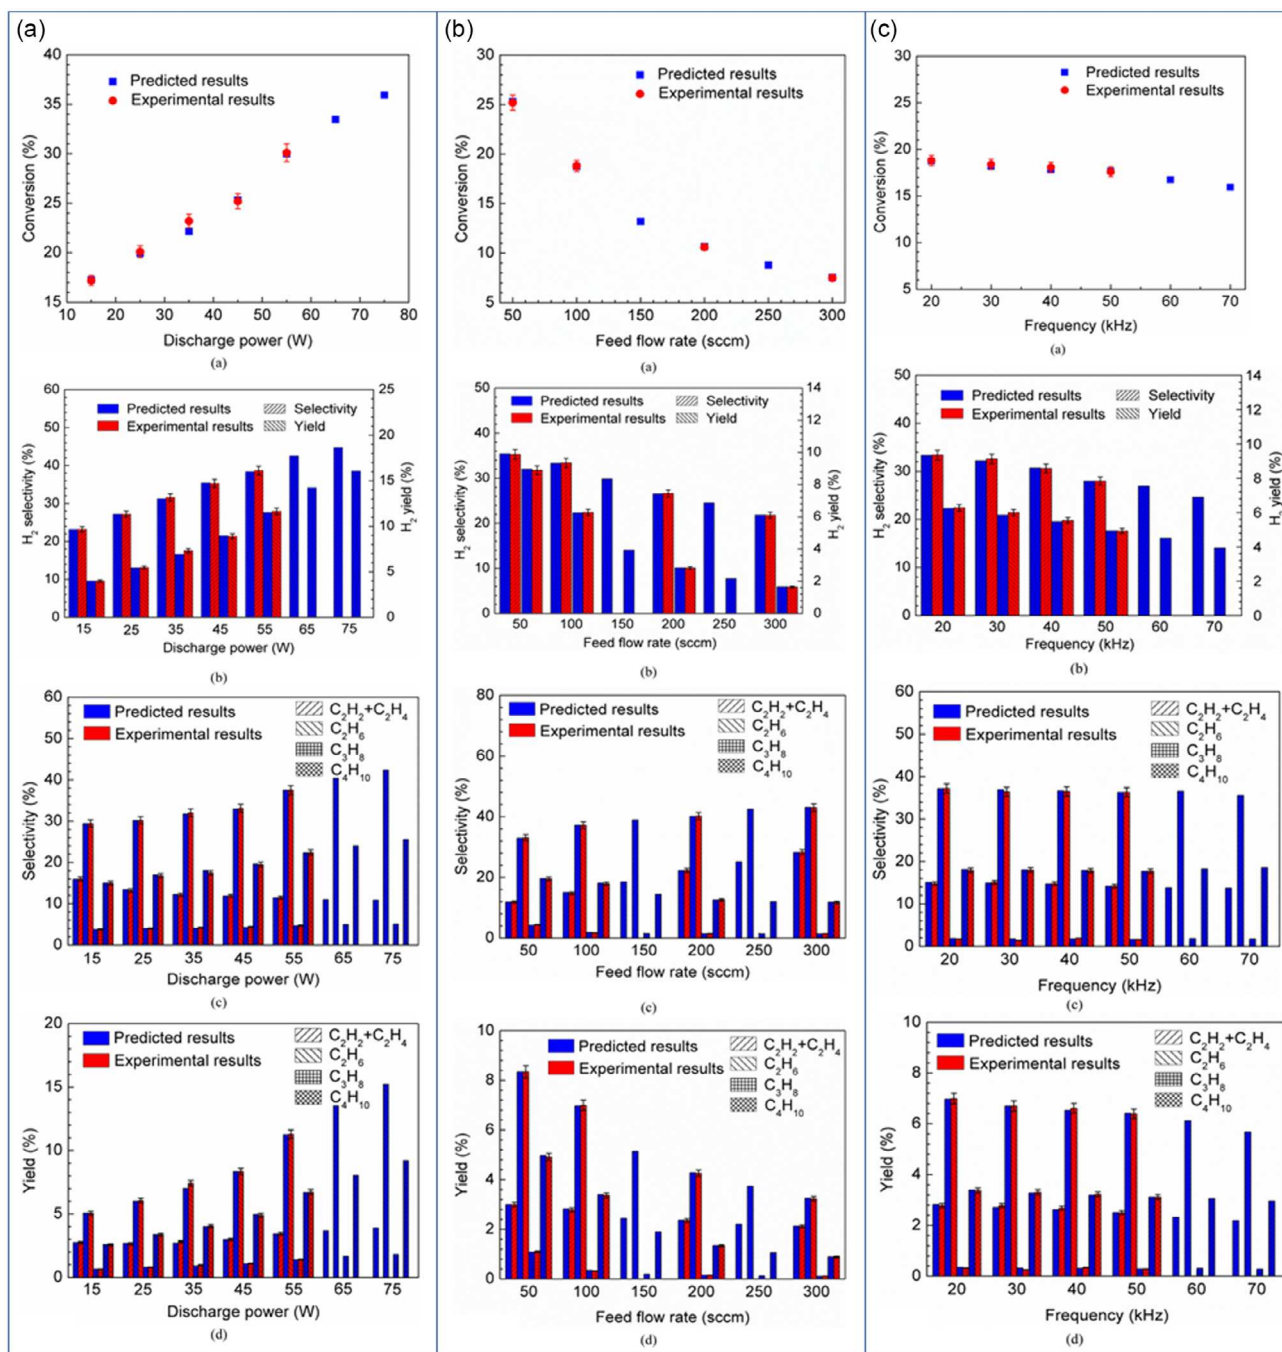 (a)
40
35
30
25
20
15
Conversion (%)
Predicted results
Experimental results
10 20 30 40 50 60 70 80
Discharge power (W)
(a)
60
50
40
30
20
10
0
H2 selectivity (%)
Predicted results
Experimental results
Selectivity
Yield
25
20
15
10
5
0
H2 yield (%)
15 25 35 45 55 65 75
Discharge power (W)
(b)
60
50
40
30
20
10
0
Selectivity (%)
Predicted results
Experimental results
C2H2+C2H4
C2H6
C3H8
C4H10
15 25 35 45 55 65 75
Discharge power (W)
(c)
20
15
10
5
0
Yield (%)
Predicted results
Experimental results
C2H2+C2H4
C2H6
C3H8
C4H10
15 25 35 45 55 65 75
Discharge power (W)
(d)
(b)
30
25
20
15
10
5
Conversion (%)
Predicted results
Experimental results
50 100 150 200 250 300
Feed flow rate (sccm)
(a)
50
40
30
20
10
0
H2 selectivity (%)
Predicted results
Experimental results
Selectivity
Yield
14
12
10
8
6
4
2
0
H2 yield (%)
50 100 150 200 250 300
Feed flow rate (sccm)
(b)
80
60
40
20
0
Selectivity (%)
Predicted results
Experimental results
C2H2+C2H4
C2H6
C3H8
C4H10
50 100 150 200 250 300
Feed flow rate (sccm)
(c)
10
8
6
4
2
0
Yield (%)
Predicted results
Experimental results
C2H2+C2H4
C2H6
C3H8
C4H10
50 100 150 200 250 300
Feed flow rate (sccm)
(d)
(c)
30
25
20
15
10
5
Conversion (%)
Predicted results
Experimental results
20 30 40 50 60 70
Frequency (kHz)
(a)
50
40
30
20
10
0
H2 selectivity (%)
Predicted results
Experimental results
Selectivity
Yield
14
12
10
8
6
4
2
0
H2 yield (%)
20 30 40 50 60 70
Frequency (kHz)
(b)
60
50
40
30
20
10
0
Selectivity (%)
Predicted results
Experimental results
C2H2+C2H4
C2H6
C3H8
C4H10
20 30 40 50 60 70
Frequency (kHz)
(c)
10
8
6
4
2
0
Yield (%)
Predicted results
Experimental results
C2H2+C2H4
C2H6
C3H8
C4H10
20 30 40 50 60 70
Frequency (kHz)
(d)